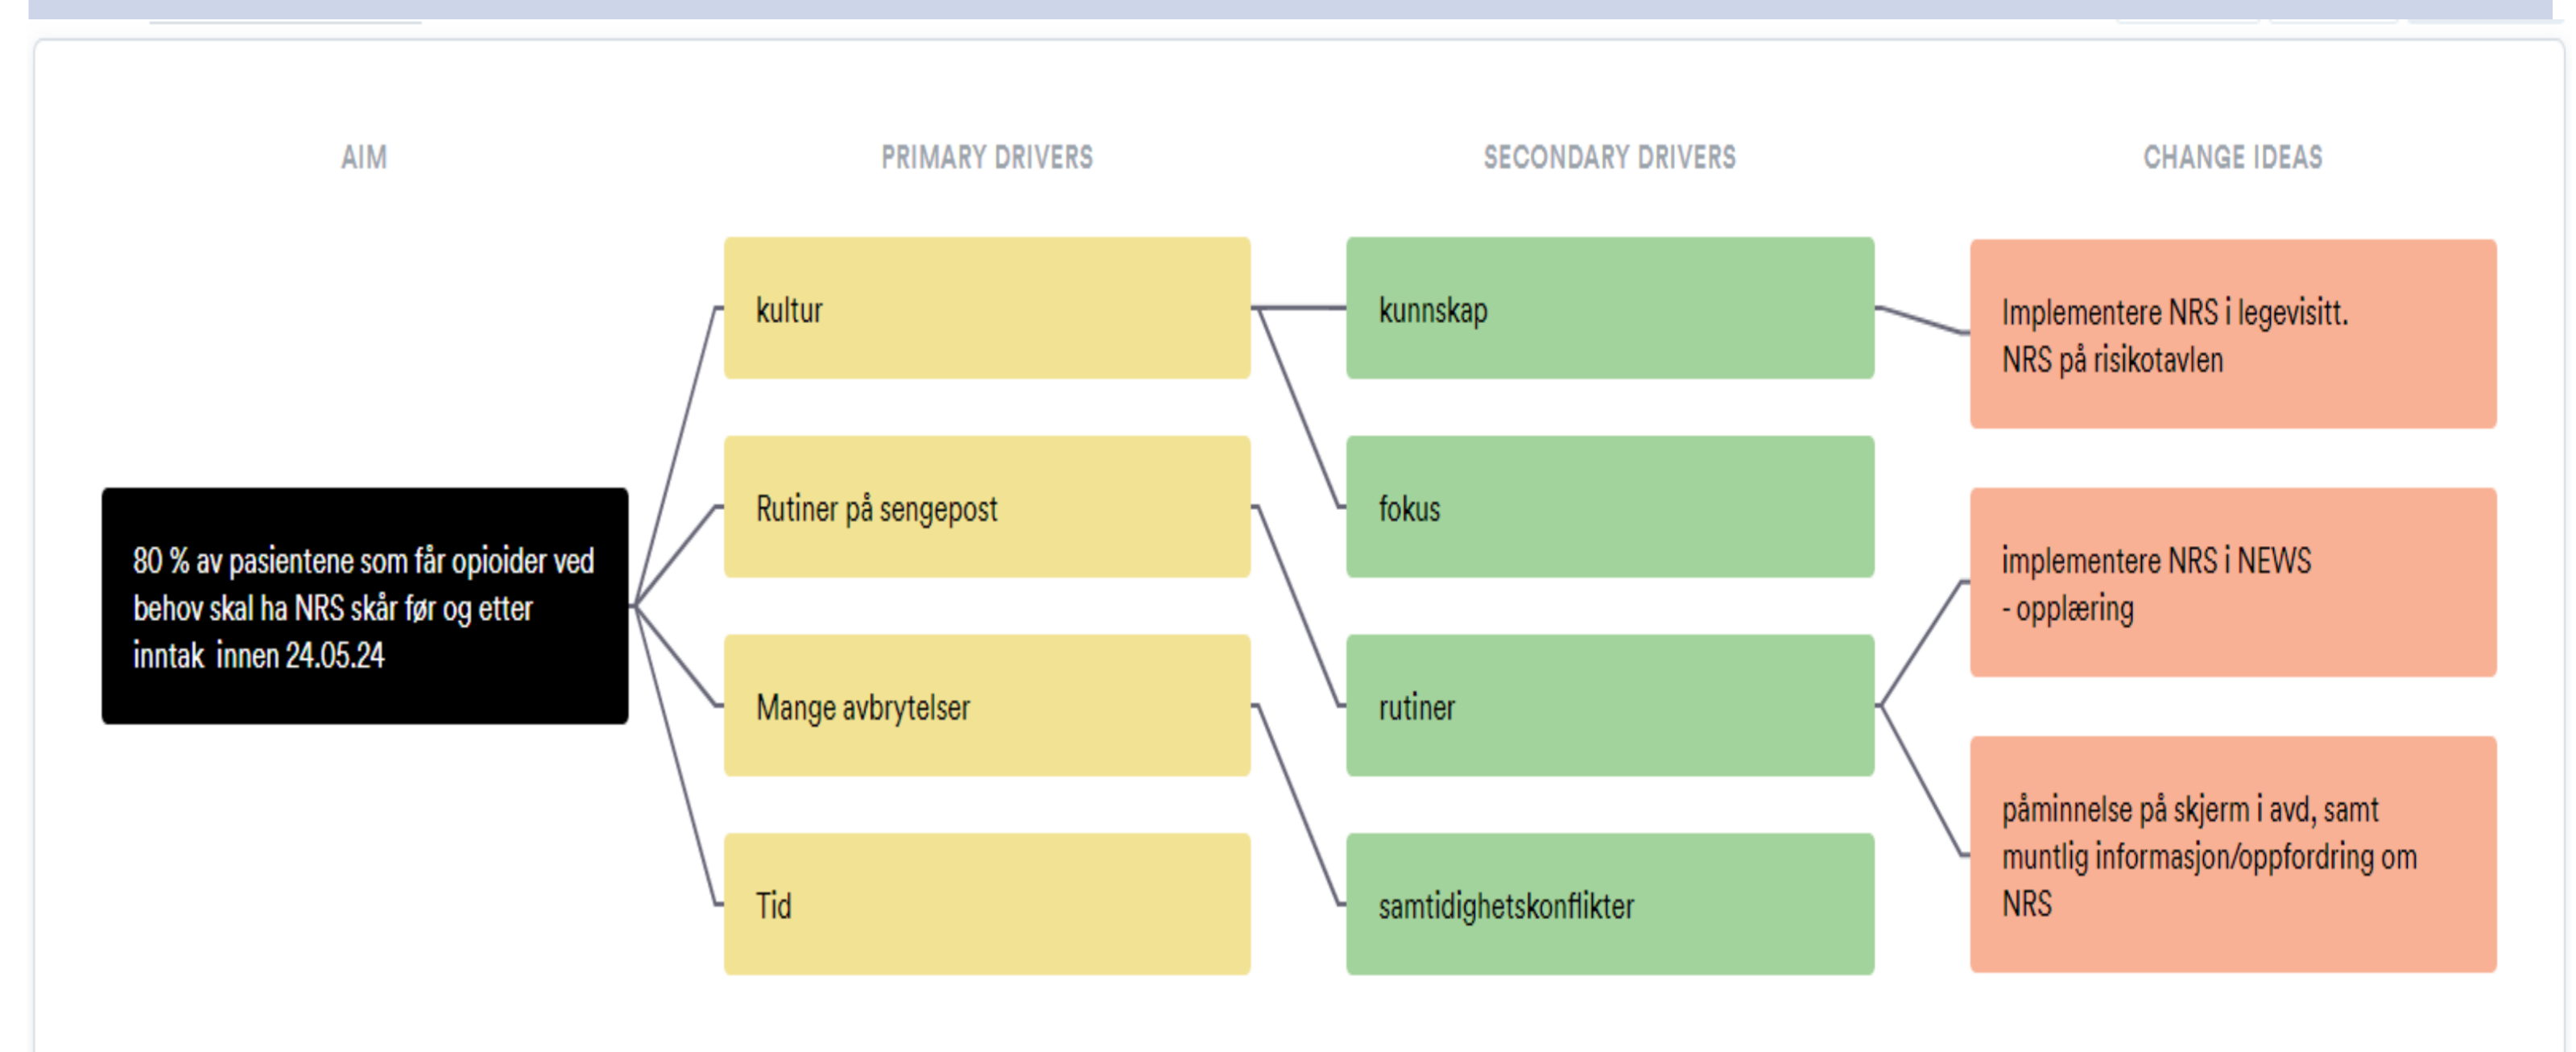 AIM
PRIMARY DRIVERS
SECONDARY DRIVERS
CHANGE IDEAS
80 % av pasientene som får opioider ved
behov skal ha NRS skår før og etter
inntak  innen 24.05.24
kultur
Rutiner på sengepost
Mange avbrytelser
Tid
kunnskap
fokus
rutiner
samtidighetskonflikter
Implementere NRS i legevisitt.
NRS på risikotavlen
implementere NRS i NEWS
- opplæring
påminnelse på skjerm i avd, samt
muntlig informasjon/oppfordring om
NRS